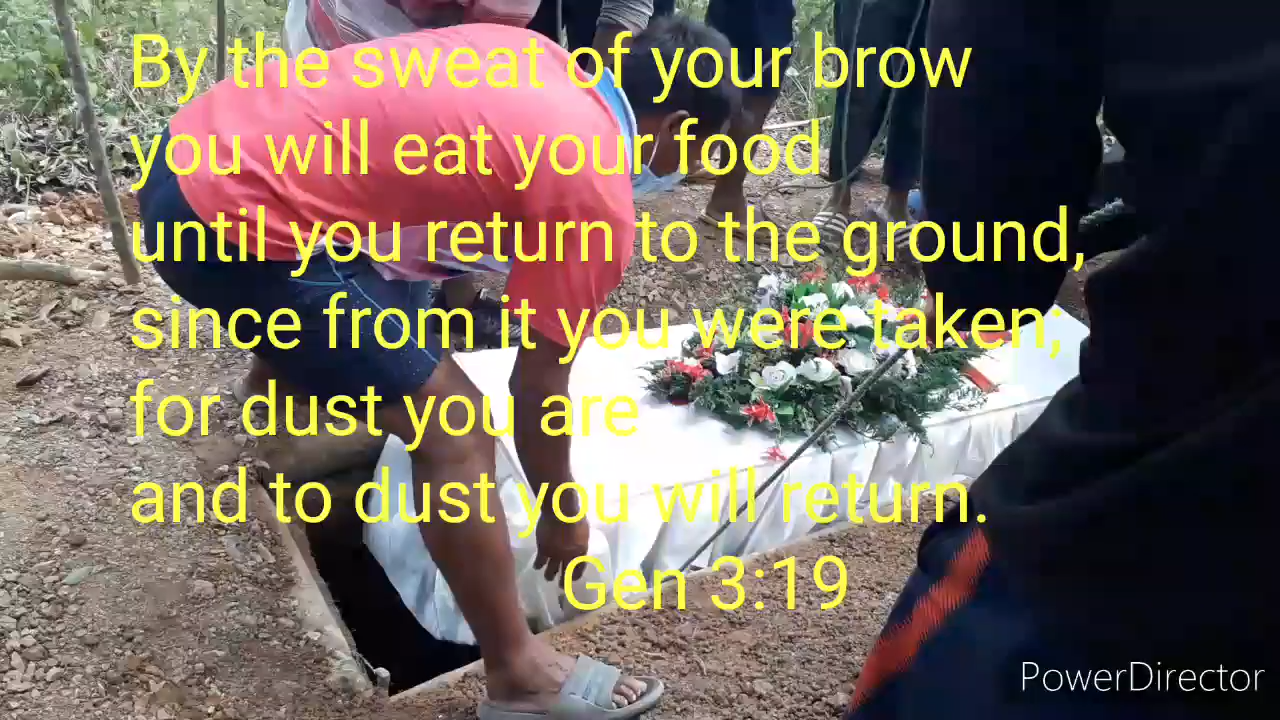 By the sweat of your brow
you will eat your food
until you return to the ground,
since from it you were taken;
for dust you are
and to dust you will return.
Gen 3:19
PowerDirector